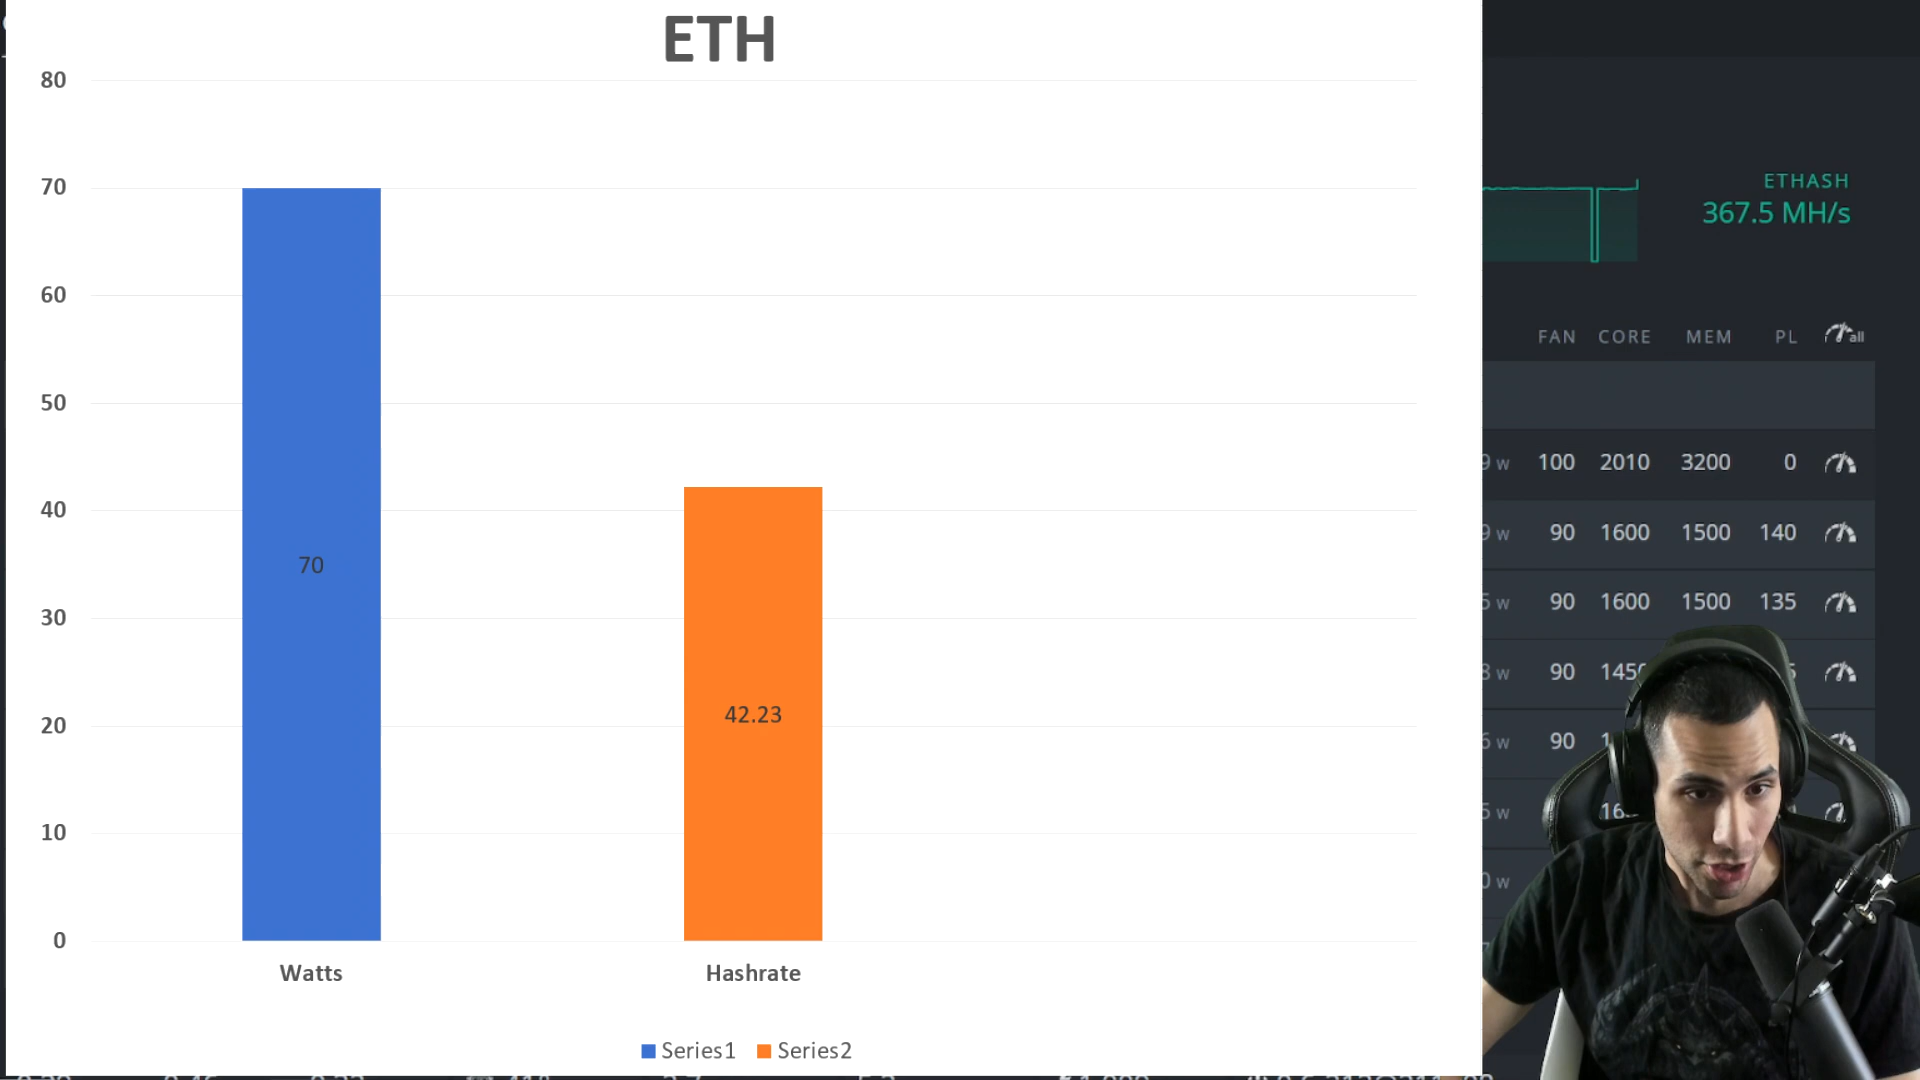 ETH
80
70
60
50
40
30
20
10
0
70
42.23
Watts
Hashrate
Series1 Series2
ETHASH
367.5 MH/s
FAN CORE MEM PL all
w 100 2010 3200 0
w 90 1600 1500 140
w 90 1600 1500 135
w 90
w 90
w
w